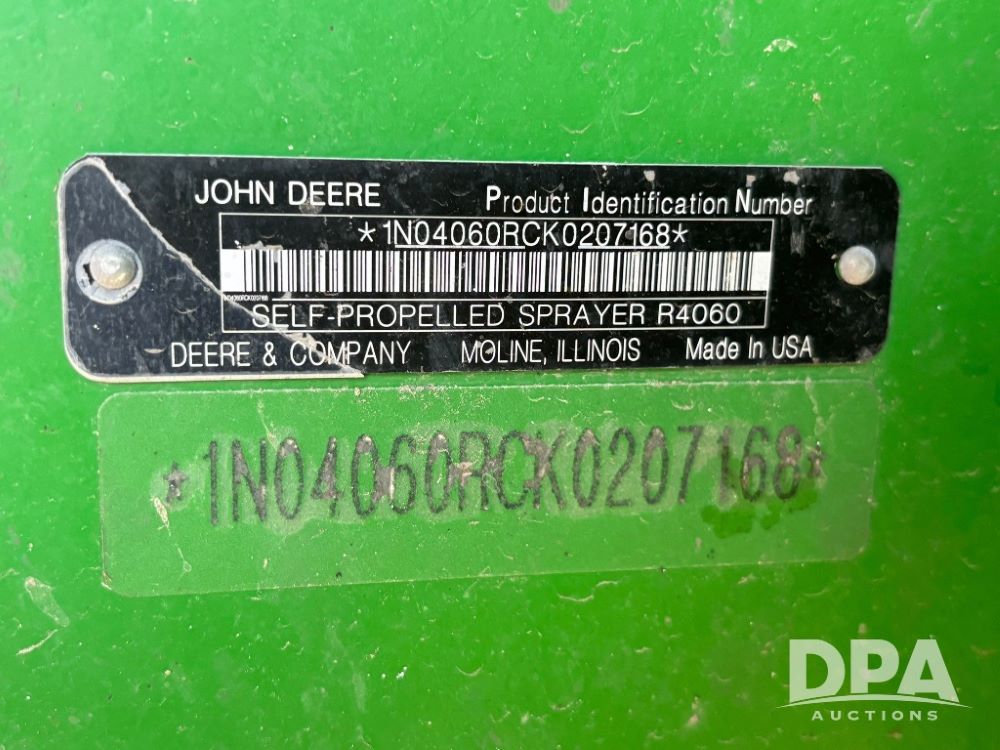 JOHN DEERE Product Identification Number
*1N04060RCK0207168*
1N04060RCK0207168
SELF-PROPELLED SPRAYER R4060
DEERE & COMPANY MOLINE, ILLINOIS Made In USA
*1N04060RCK0207168*
DPA
AUCTIONS